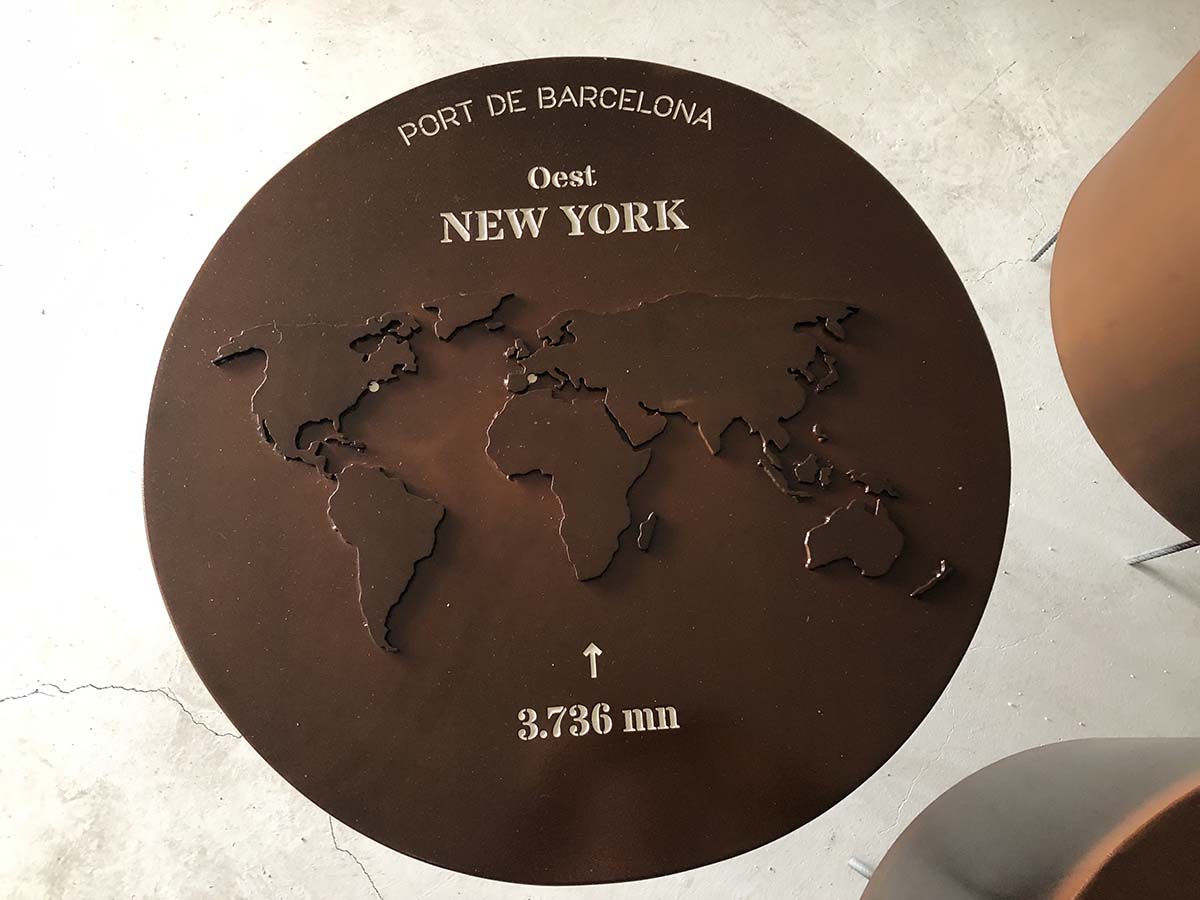 PORT DE BARCELONA
Oest
NEW YORK
↑
3.736 mn